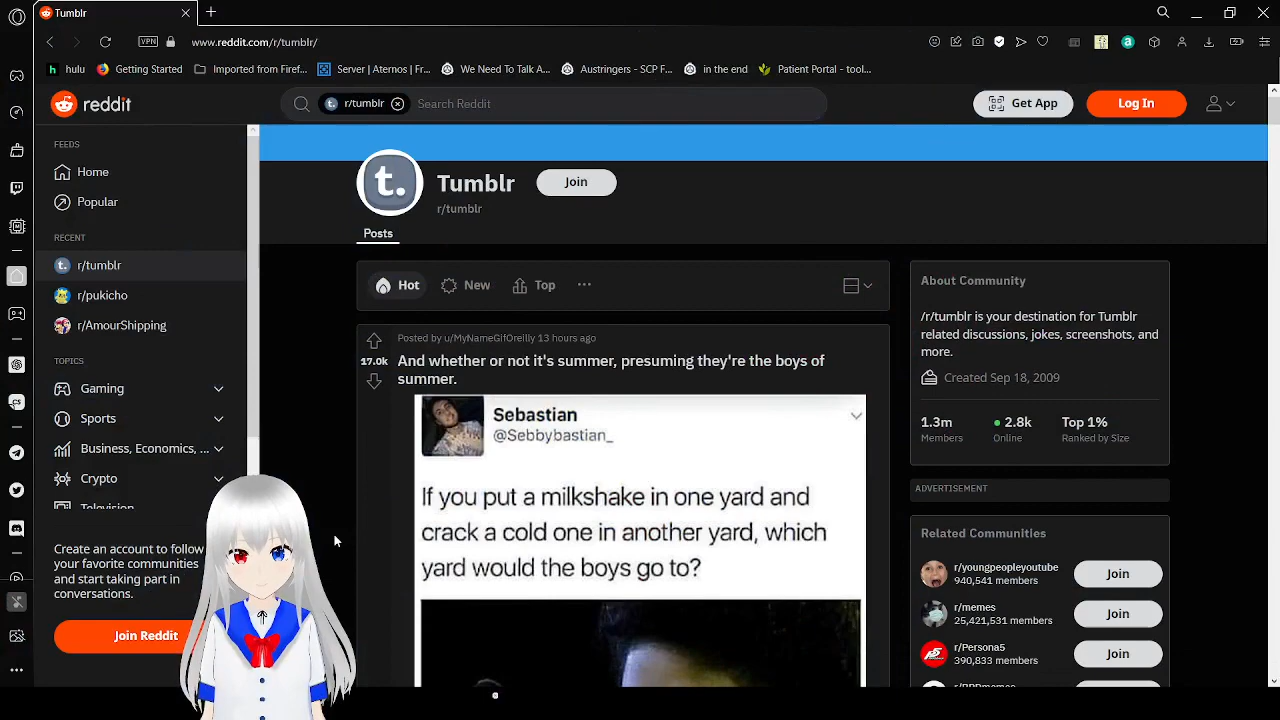 Tumblr
VPN
www.reddit.com/r/tumblr/
h hulu
Getting Started
Imported from Firef...
Server | Aternos | Fr...
We Need To Talk A...
Austringers - SCP F...
in the end
Patient Portal - tool...
reddit
r/tumblr
Search Reddit
Get App
Log In
FEEDS
Home
Popular
RECENT
r/tumblr
r/pukicho
r/AmourShipping
TOPICS
Gaming
Sports
Business, Economics, ...
Crypto
Television
Create an account to follow
your favorite communities
and start taking part in
conversations.
Join Reddit
t.
Tumblr
Join
r/tumblr
Posts
Hot
New
Top
17.0k
Posted by u/MyNameGifOreilly 13 hours ago
And whether or not it's summer, presuming they're the boys of
summer.
Sebastian
@Sebbybastian_
If you put a milkshake in one yard and
crack a cold one in another yard, which
yard would the boys go to?
About Community
/r/tumblr is your destination for Tumblr
related discussions, jokes, screenshots, and
more.
Created Sep 18, 2009
1.3m 2.8k Top 1%
Members Online Ranked by Size
ADVERTISEMENT
Related Communities
r/youngpeopleyoutube
940,541 members
Join
r/memes
25,421,531 members
Join
r/Persona5
390,833 members
Join